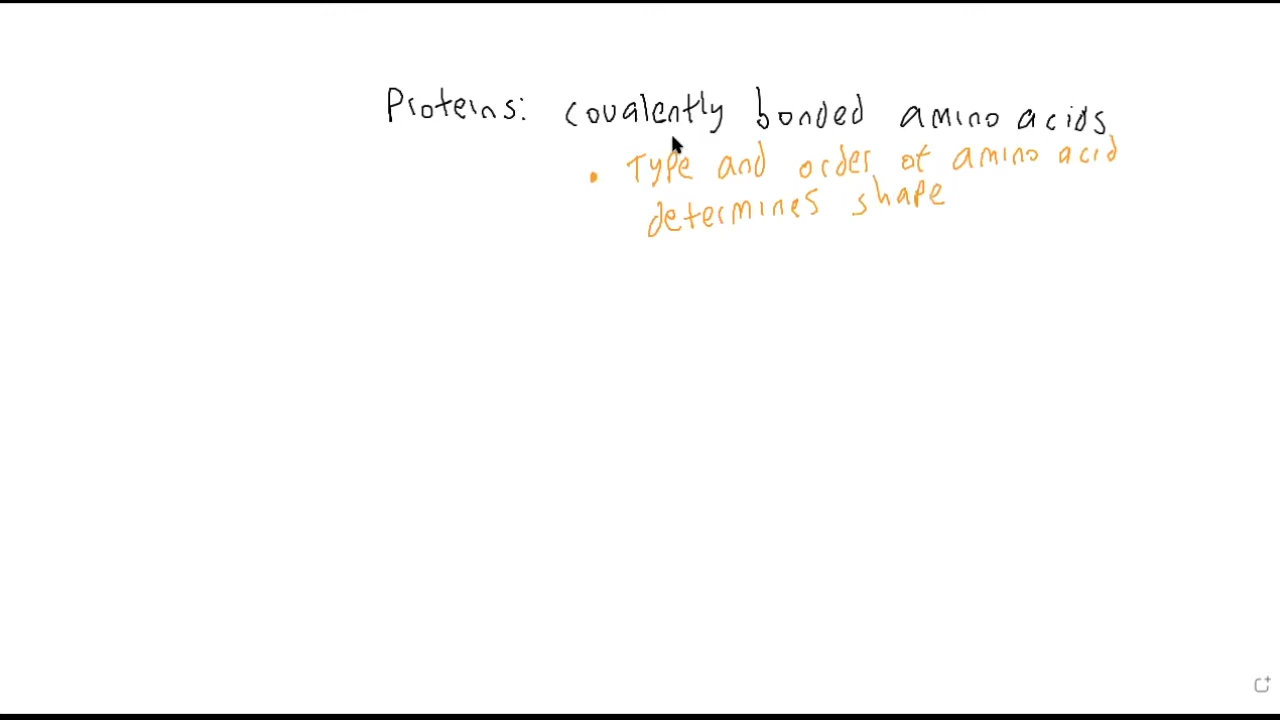 Proteins: covalently bonded amino acids
• Type and order of amino acid
determines shape